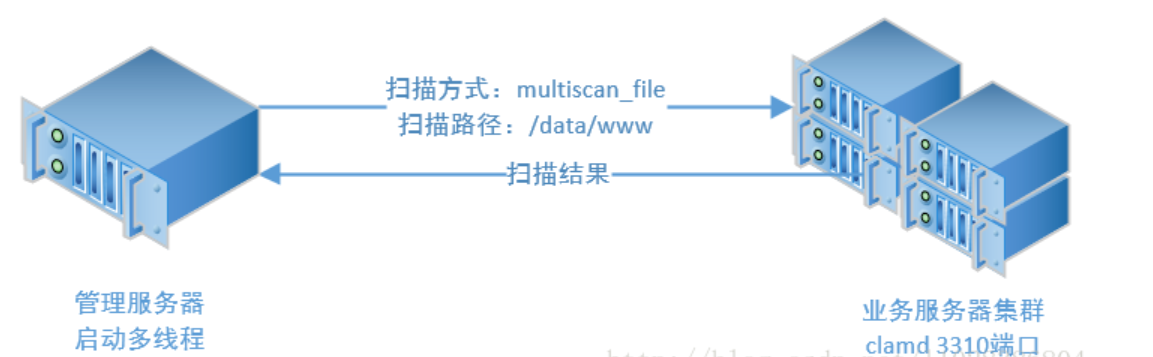 扫描方式：multiscan_file
扫描路径：/data/www
扫描结果
管理服务器
启动多线程
业务服务器集群
clamd 3310端口